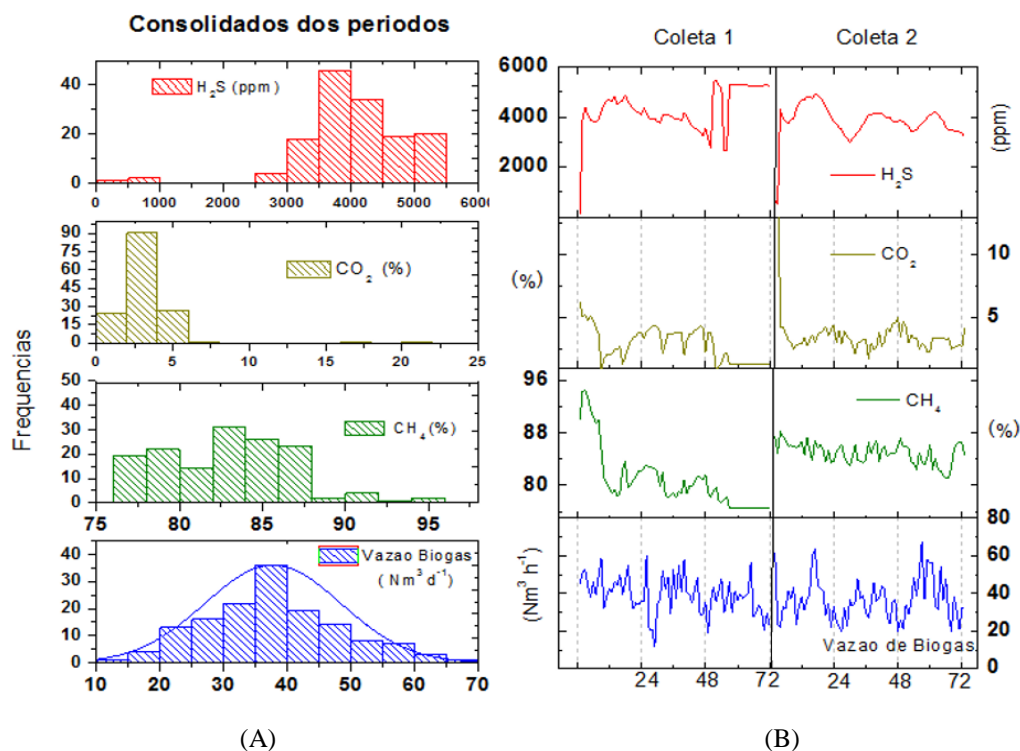 Consolidados dos periodos
Frequencias
40
20
0
H₂S (ppm)
0 1000 2000 3000 4000 5000 6000
90
75
60
45
30
15
0
CO₂ (%)
0 5 10 15 20 25
50
40
30
20
10
0
CH₄ (%)
75 80 85 90 95
40
30
20
10
0
Vazao Biogas
( Nm³ d⁻¹)
10 20 30 40 50 60 70
(A)
Coleta 1 Coleta 2
6000
4000
2000
(ppm)
H₂S
(%)
CO₂
10
5
96
88
80
CH₄
(%)
(Nm³ h⁻¹)
80
60
40
20
0
Vazao de Biogas
24 48 72 24 48 72
(B)